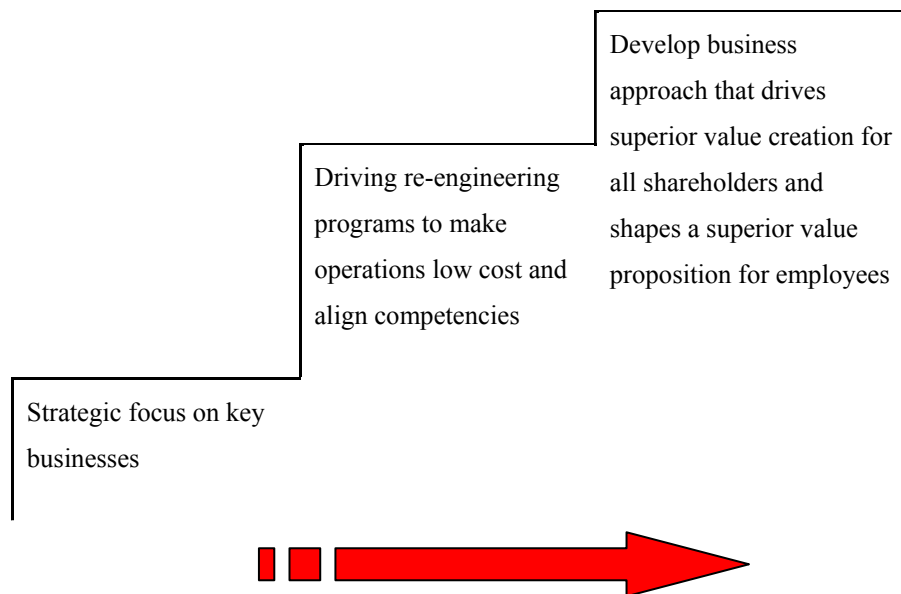 Develop business
approach that drives
superior value creation for
all shareholders and
shapes a superior value
proposition for employees
Driving re-engineering
programs to make
operations low cost and
align competencies
Strategic focus on key
businesses